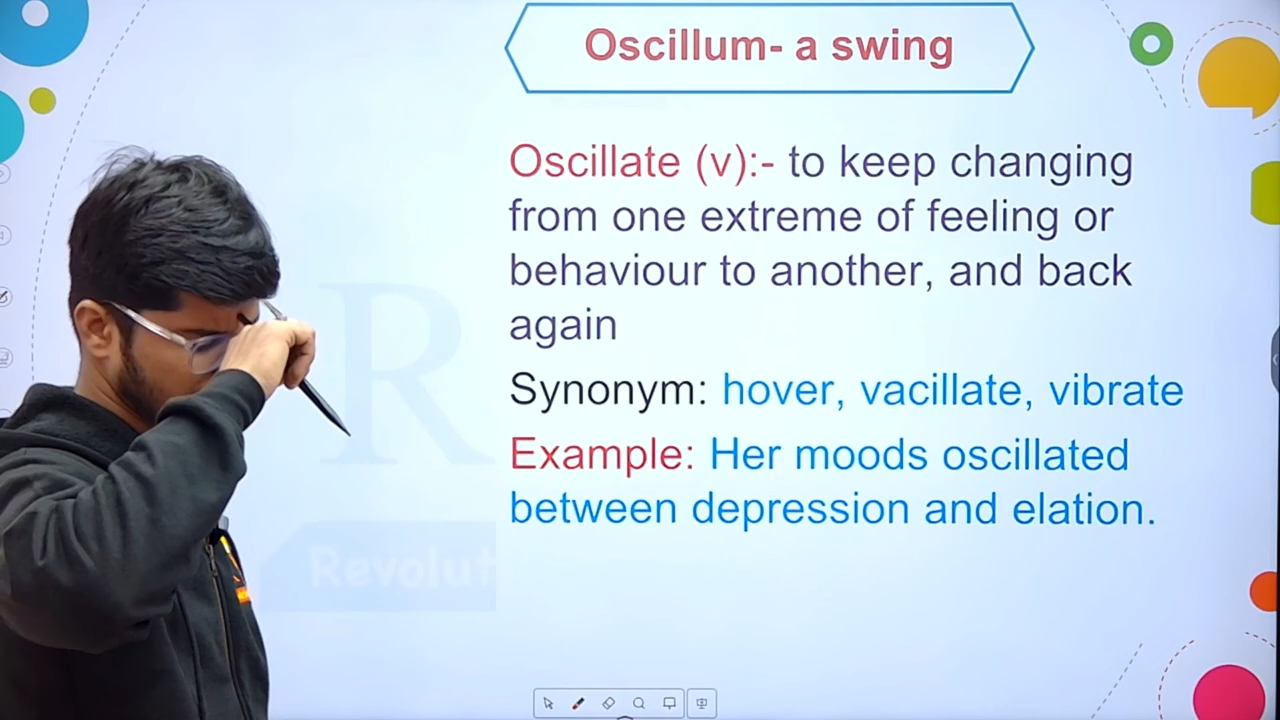 Oscillum- a swing
Oscillate (v):- to keep changing
from one extreme of feeling or
behaviour to another, and back
again
Synonym: hover, vacillate, vibrate
Example: Her moods oscillated
between depression and elation.
R
Revolut